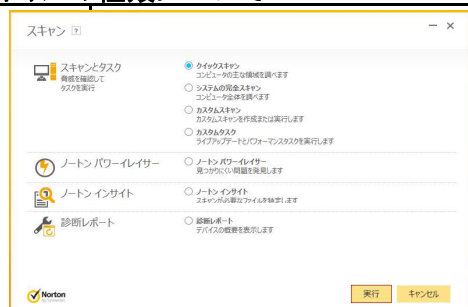 スキャン ?
スキャンとタスク
脅威を確認して
タスクを実行
クイックスキャン
コンピュータの主な領域を調べます
システムの完全スキャン
コンピュータ全体を調べます
カスタムスキャン
カスタムスキャンを作成または実行します
カスタムタスク
ライブアップデートとパフォーマンスタスクを実行します
ノートン パワーイレイサー
ノートン パワーイレイサー
見つかりにくい問題を発見します
ノートン インサイト
ノートン インサイト
スキャンが必要なファイルを特定します
診断レポート
診断レポート
デバイスの概要を表示します
Norton
by Symantec
実行
キャンセル